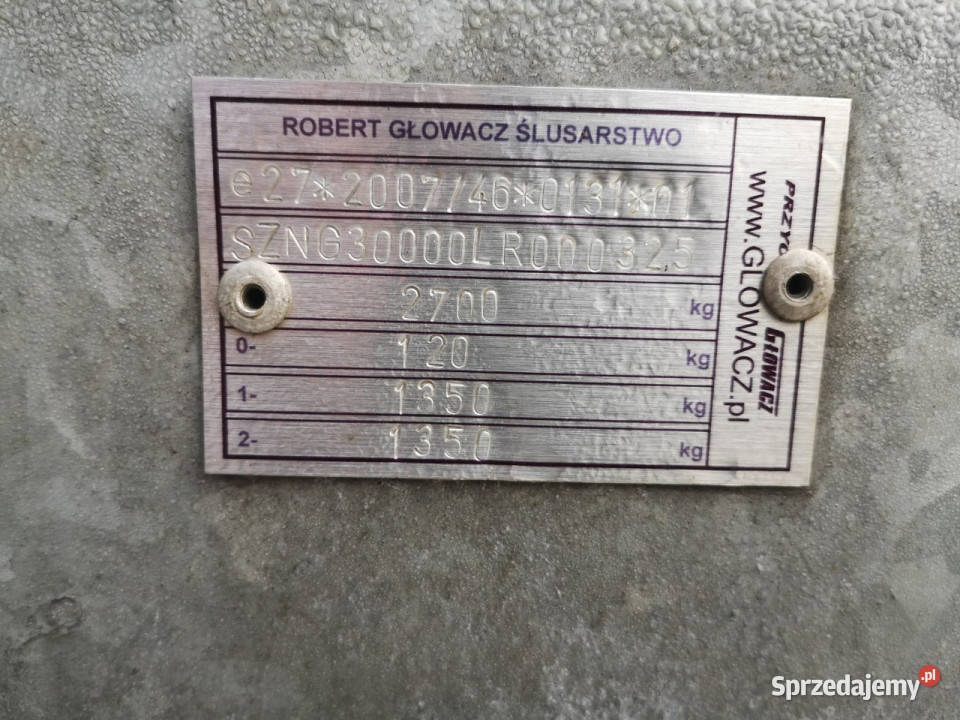 ROBERT GŁOWACZ ŚLUSARSTWO
e27*2007/46*0131*01
SZNG30000LR000325
2700 kg
0- 120 kg
1- 1350 kg
2- 1350 kg
GŁOWACZ
www.GŁOWACZ.pl
Sprzedajemy.pl